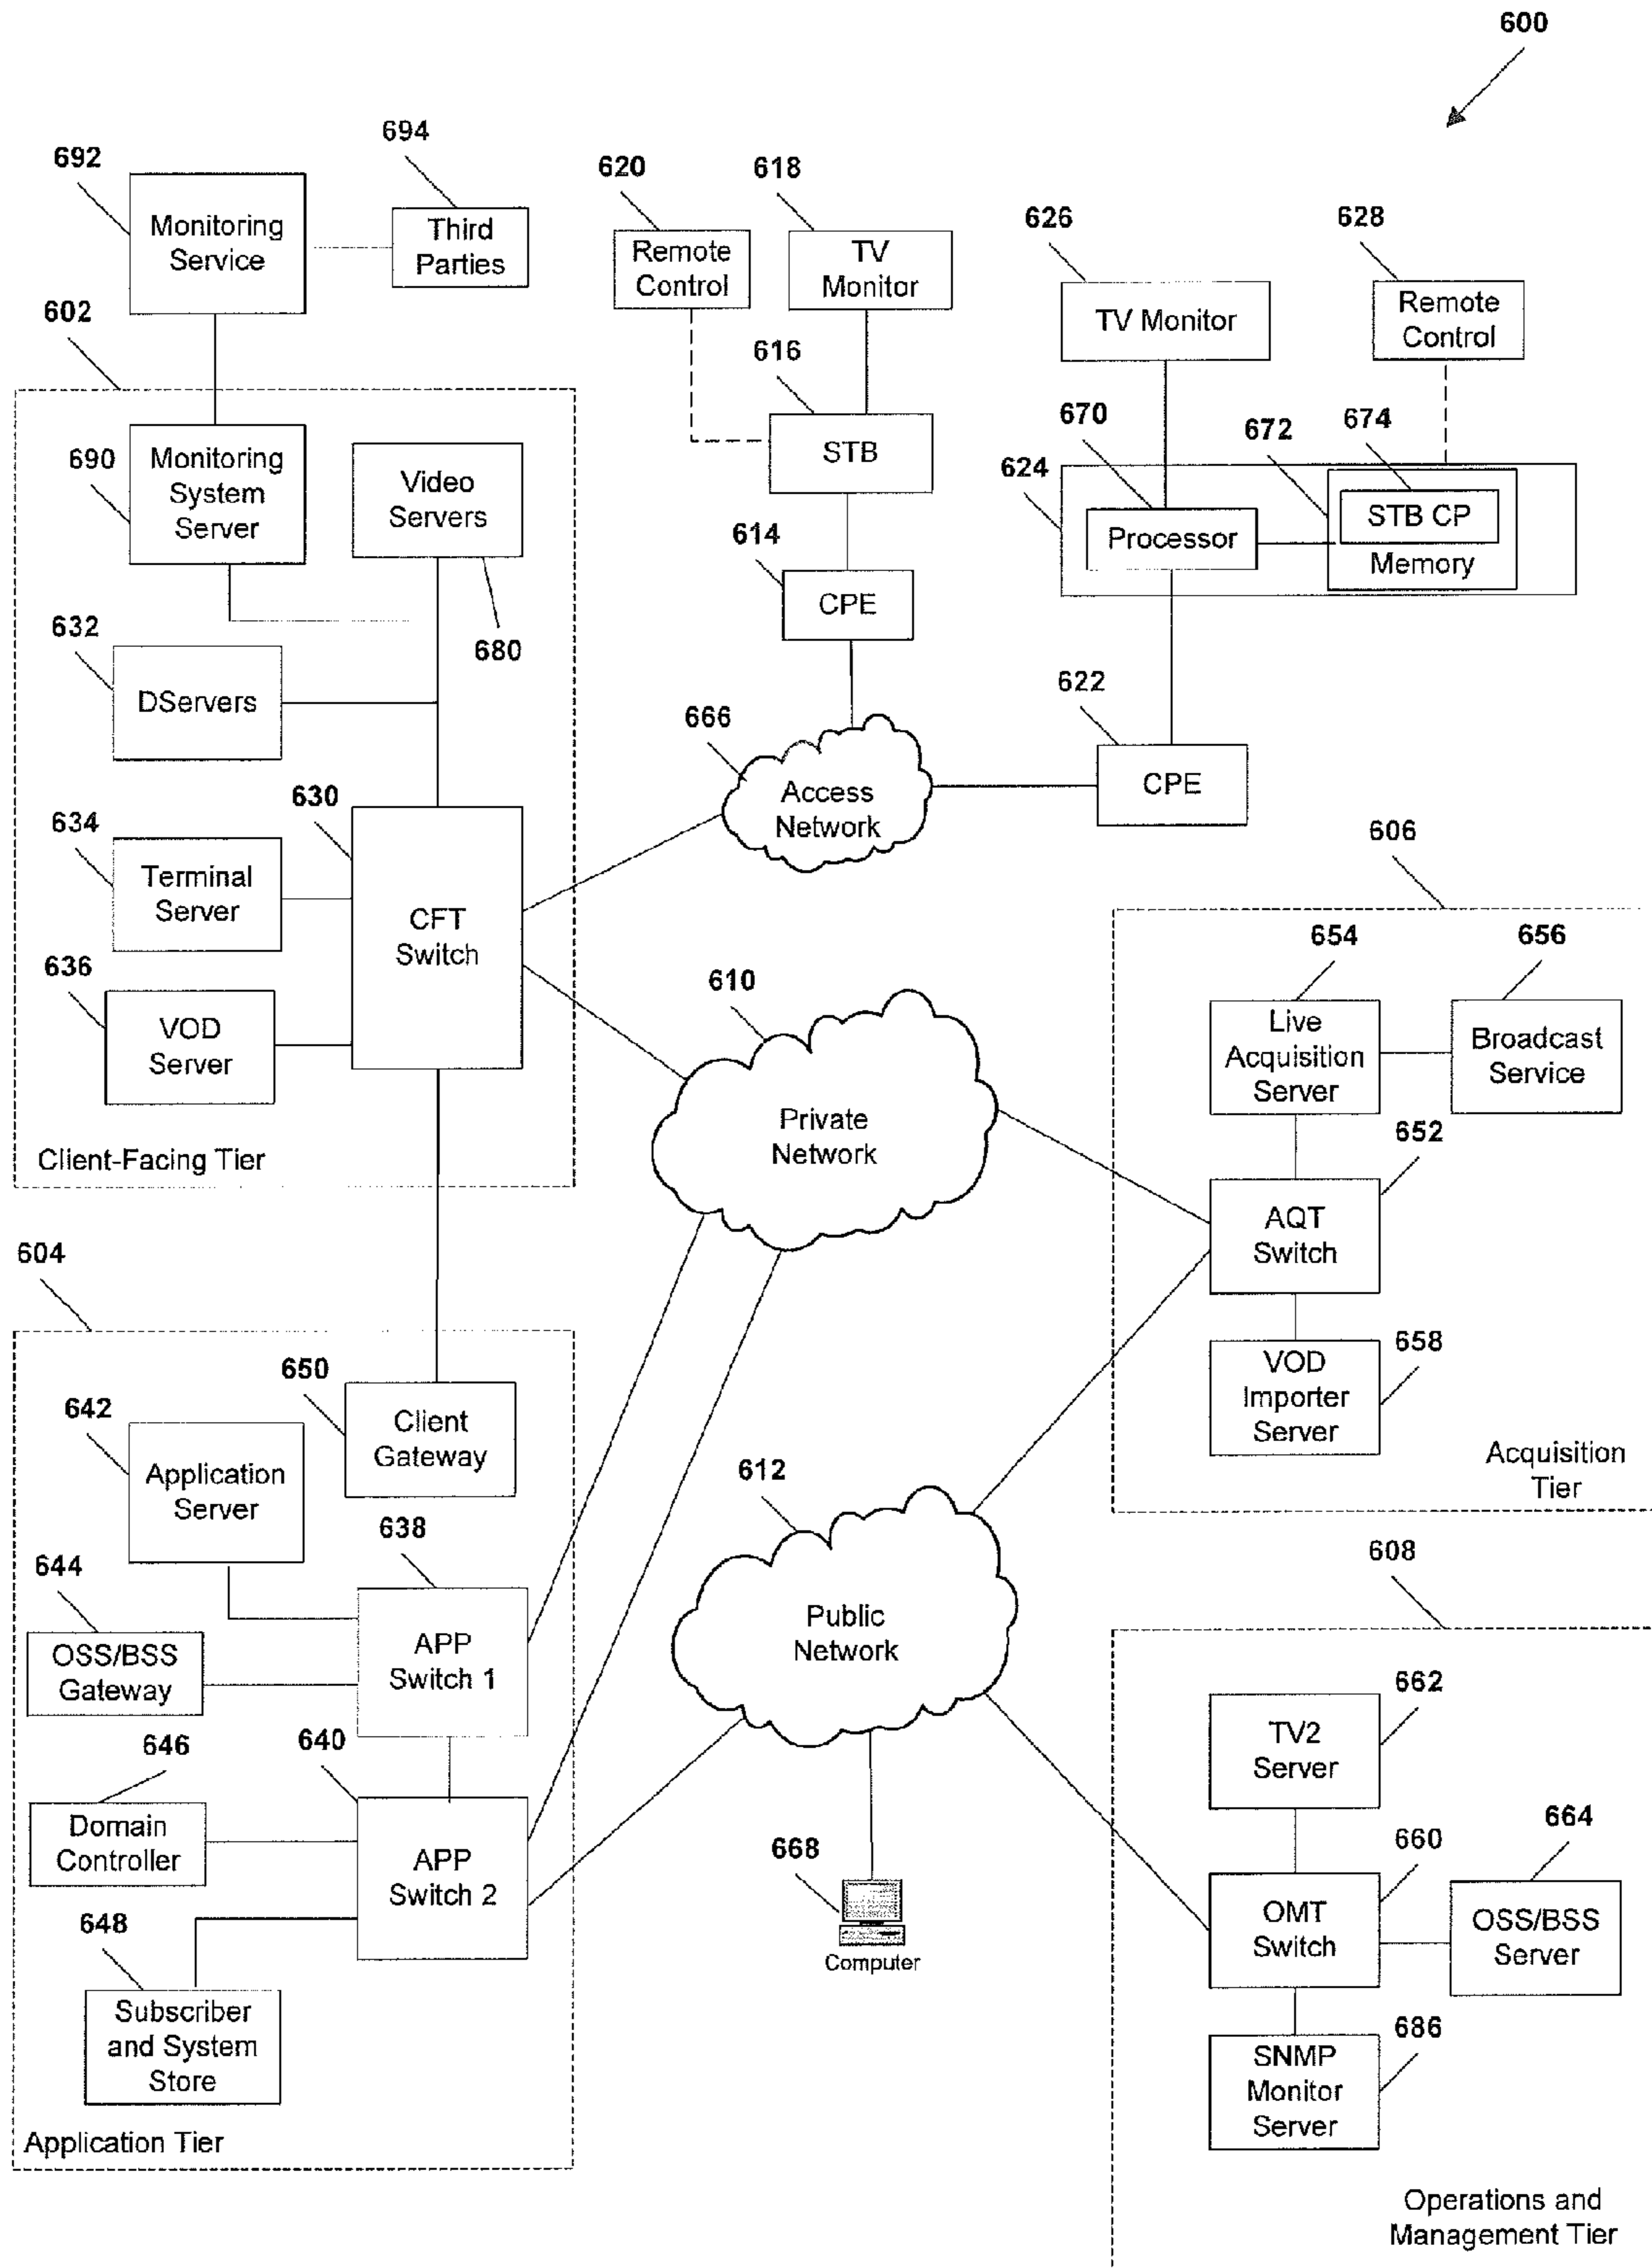 600
694
692
620
618
626
628
Monitoring
Service
Third
Parties
Remote
Control
TV
Monitor
TV Monitor
Remote
Control
602
616
670
672
674
690
Monitoring
System
Server
Video
Servers
STB
624
STB CP
Processor
Memory
614
CPE
632
680
DServers
622
666
CPE
Access
Network
630
634
Terminal
Server
CFT
Switch
606
636
VOD
Server
610
654
656
Live
Acquisition
Server
Broadcast
Service
Private
Network
652
Client-Facing Tier
AQT
Switch
604
650
658
642
Client
Gateway
VOD
Importer
Server
612
Application
Server
Acquisition
Tier
638
644
608
OSS/BSS
Gateway
APP
Switch 1
Public
Network
662
646
640
TV2
Server
Domain
Controller
APP
Switch 2
668
664
660
648
OMT
Switch
OSS/BSS
Server
Computer
Subscriber
and System
Store
686
SNMP
Monitor
Server
Application Tier
Operations and
Management Tier